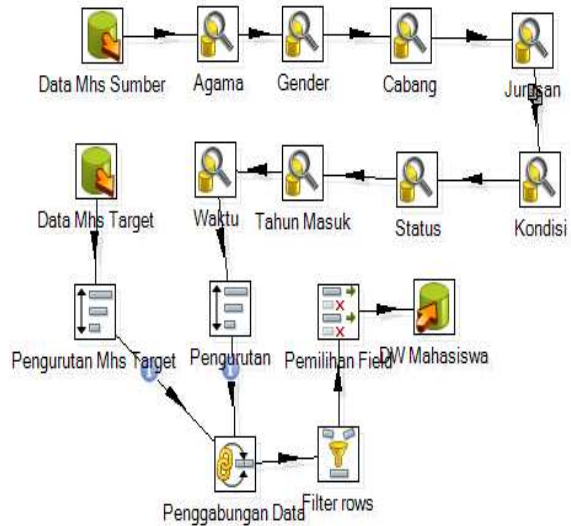 Data Mhs Sumber
Agama
Gender
Cabang
Jurusan
Data Mhs Target
Waktu
Tahun Masuk
Status
Kondisi
Pengurutan Mhs Target
Pengurutan
Pemilihan Field
DW Mahasiswa
Penggabungan Data
Filter rows